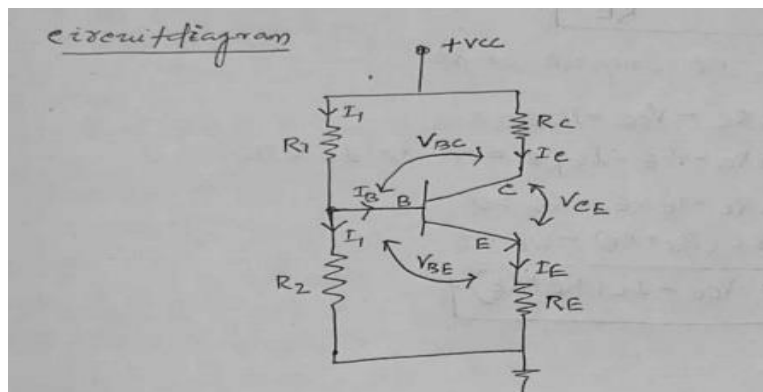 circuitdiagram
+VCC
I1
R1
RC
VBC
IC
IB
B
C
VCE
I1
E
VBE
IE
R2
RE